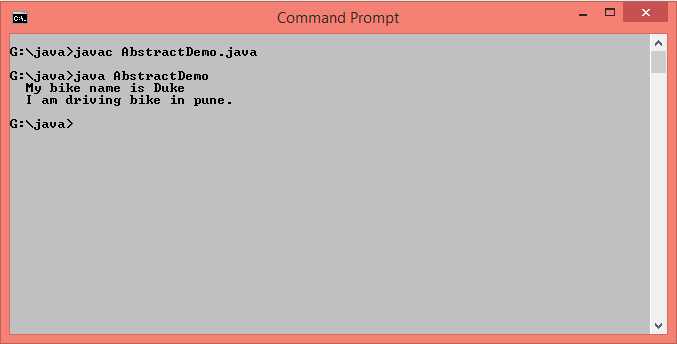 Command Prompt
G:\java>javac AbstractDemo.java
G:\java>java AbstractDemo
My bike name is Duke
I am driving bike in pune.
G:\java>